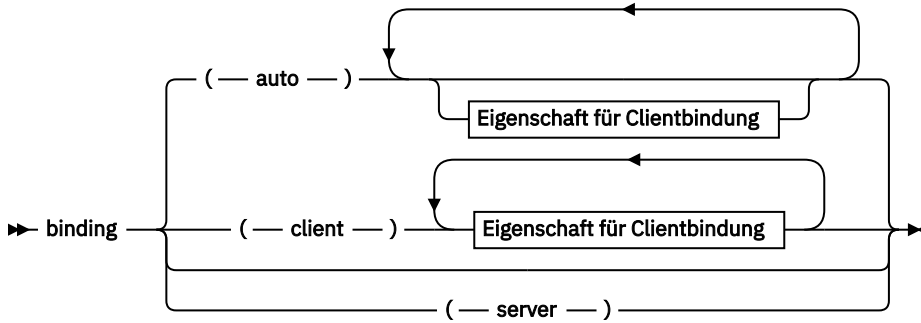 ( auto )
Eigenschaft für Clientbindung
binding ( client ) Eigenschaft für Clientbindung
( server )